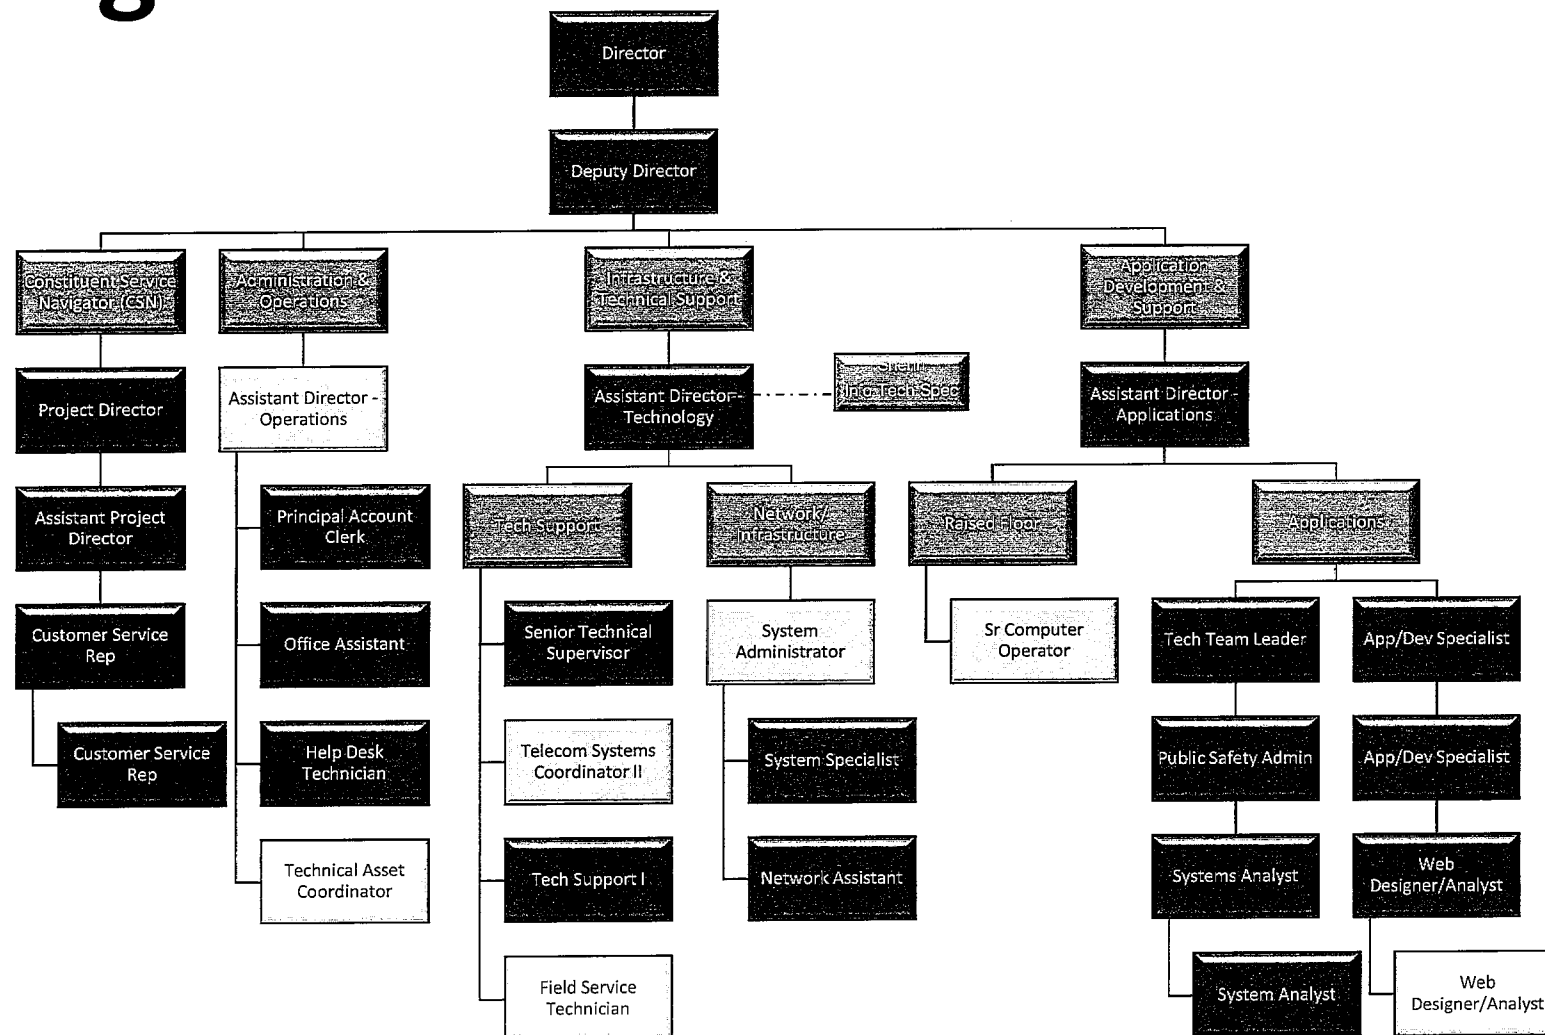 g
Director
Deputy Director
Constituent Service
Navigator (CSN)
Administration &
Operations
Infrastructure &
Technical Support
Application
Development &
Support
Project Director
Assistant Director -
Operations
Assistant Director -
Technology
Sheriff
Info Tech Spec
Assistant Director -
Applications
Assistant Project
Director
Principal Account
Clerk
Tech Support
Network/
Infrastructure
Raised Floor
Applications
Customer Service
Rep
Office Assistant
Senior Technical
Supervisor
System
Administrator
Sr Computer
Operator
Tech Team Leader
App/Dev Specialist
Customer Service
Rep
Help Desk
Technician
Telecom Systems
Coordinator II
System Specialist
Public Safety Admin
App/Dev Specialist
Technical Asset
Coordinator
Tech Support I
Network Assistant
Systems Analyst
Web
Designer/Analyst
Field Service
Technician
System Analyst
Web
Designer/Analyst